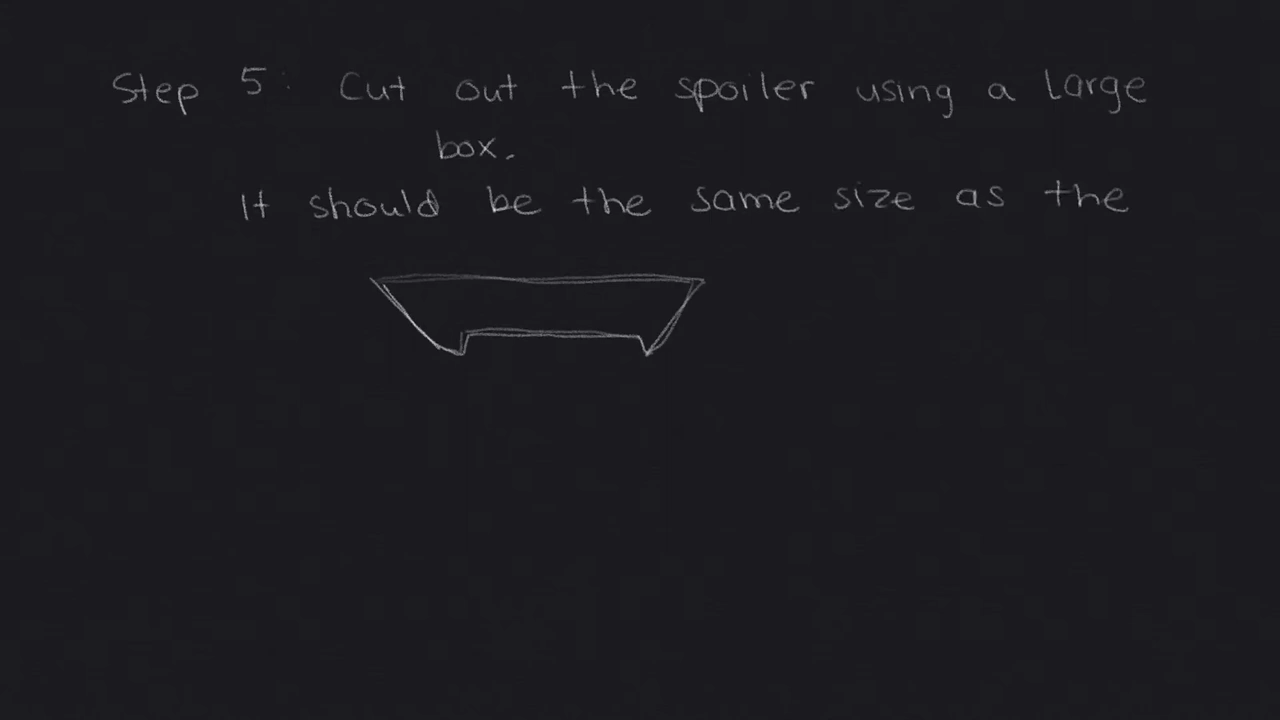 Step 5: Cut out the spoiler using a large
box.
It should be the same size as the